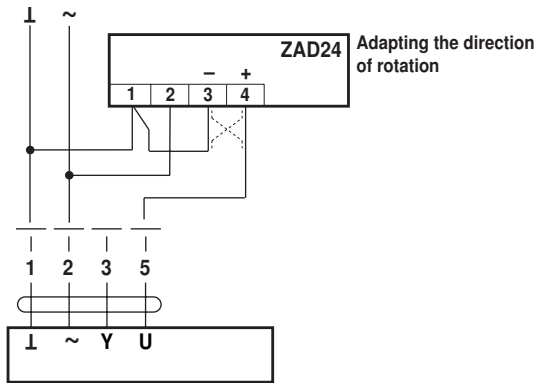 ⊥ ~
ZAD24
Adapting the direction
of rotation
– +
1 2 3 4
1 2 3 5
⊥ ~ Y U